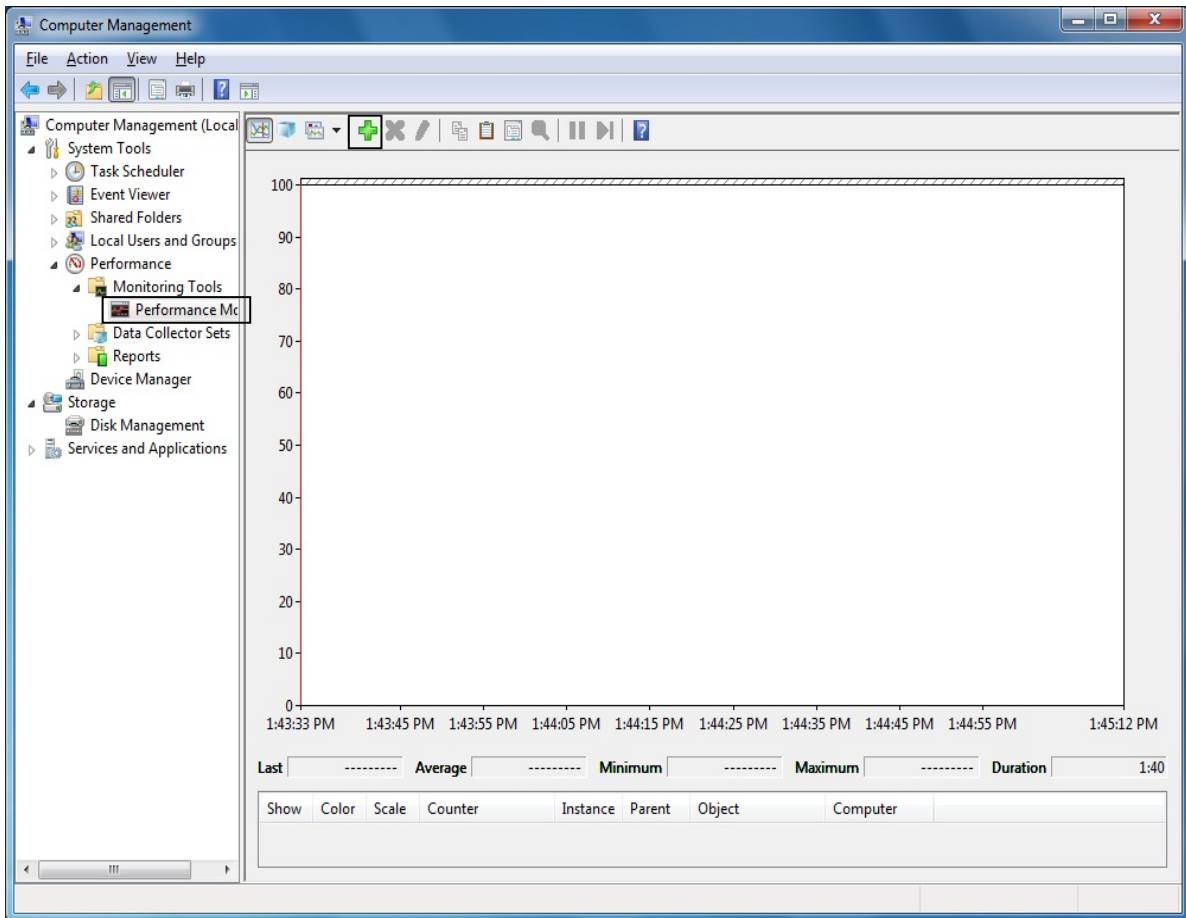 Computer Management
File Action View Help
Computer Management (Local
System Tools
Task Scheduler
Event Viewer
Shared Folders
Local Users and Groups
Performance
Monitoring Tools
Performance Mo
Data Collector Sets
Reports
Device Manager
Storage
Disk Management
Services and Applications
100
90
80
70
60
50
40
30
20
10
0
1:43:33 PM 1:43:45 PM 1:43:55 PM 1:44:05 PM 1:44:15 PM 1:44:25 PM 1:44:35 PM 1:44:45 PM 1:44:55 PM 1:45:12 PM
Last --------- Average --------- Minimum --------- Maximum --------- Duration 1:40
Show Color Scale Counter Instance Parent Object Computer